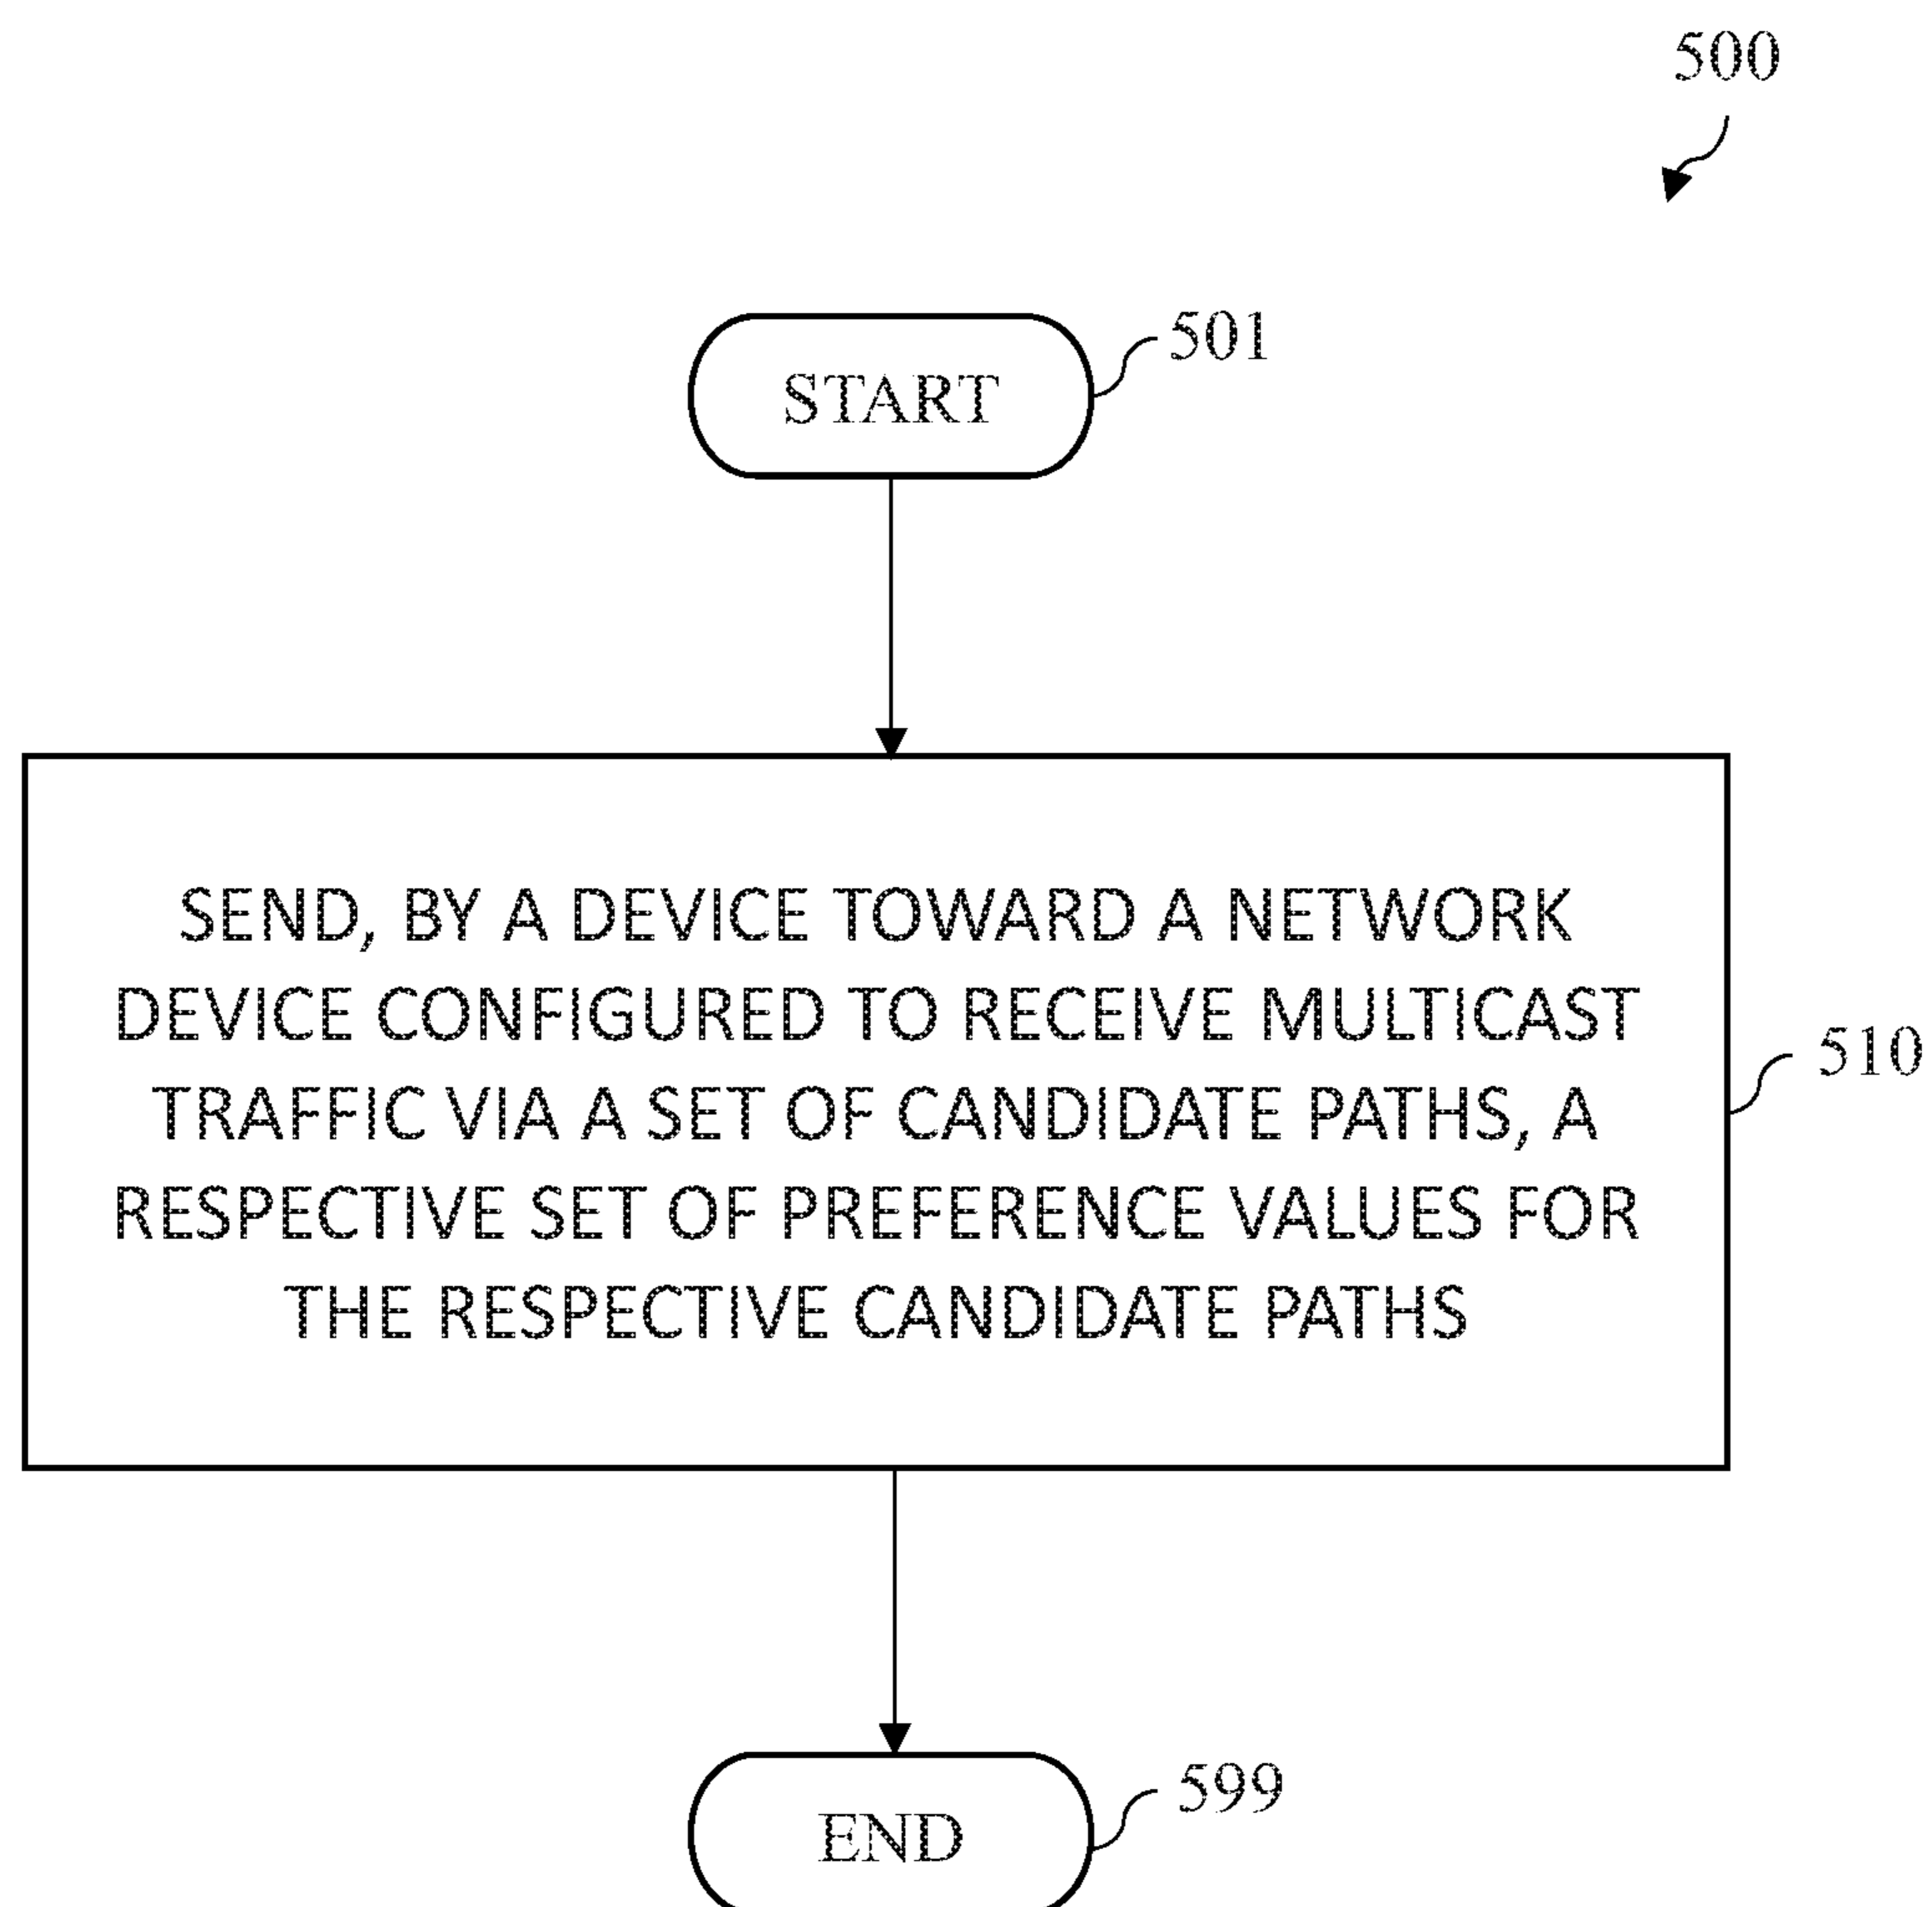 500
501
START
SEND, BY A DEVICE TOWARD A NETWORK
DEVICE CONFIGURED TO RECEIVE MULTICAST
TRAFFIC VIA A SET OF CANDIDATE PATHS, A
RESPECTIVE SET OF PREFERENCE VALUES FOR
THE RESPECTIVE CANDIDATE PATHS
510
599
END